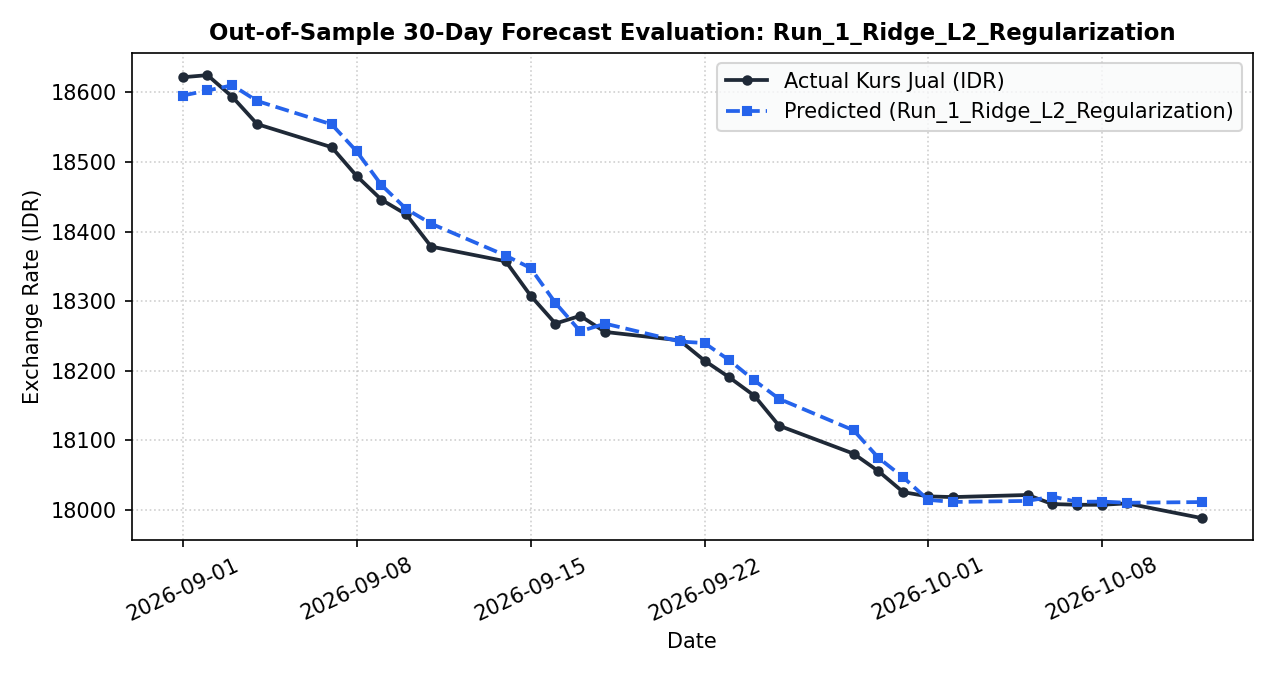 Out-of-Sample 30-Day Forecast Evaluation: Run_1_Ridge_L2_Regularization
Actual Kurs Jual (IDR)
Predicted (Run_1_Ridge_L2_Regularization)
Exchange Rate (IDR)
18600
18500
18400
18300
18200
18100
18000
2026-09-01
2026-09-08
2026-09-15
2026-09-22
2026-10-01
2026-10-08
Date